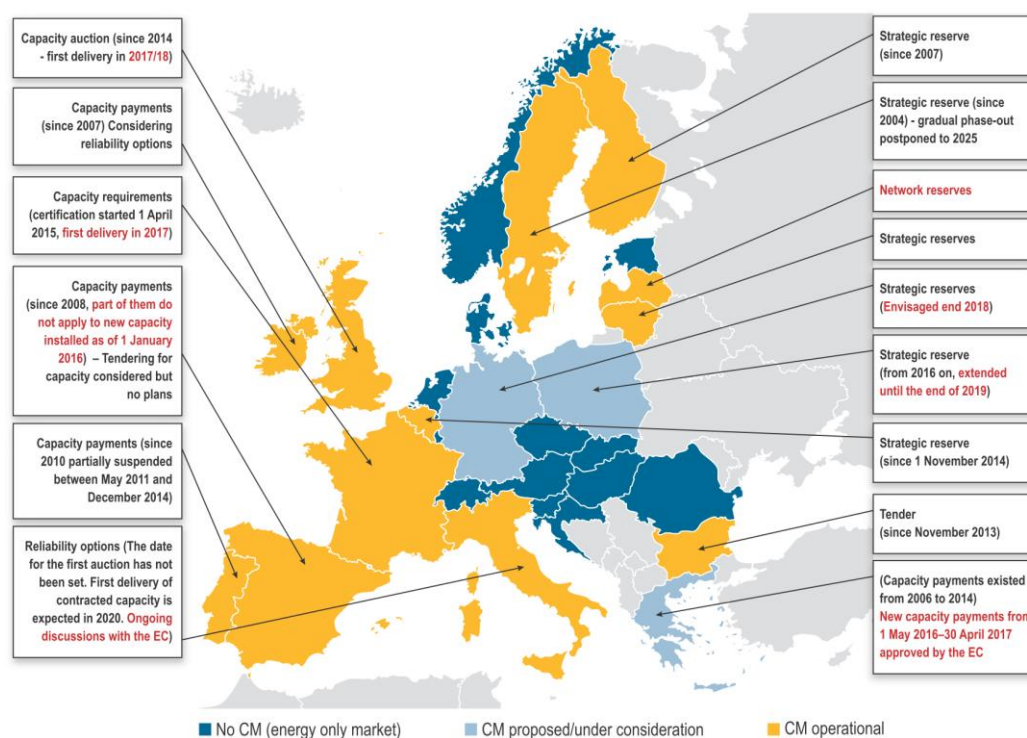 Capacity auction (since 2014
- first delivery in 2017/18)
Capacity payments
(since 2007) Considering
reliability options
Capacity requirements
(certification started 1 April
2015, first delivery in 2017)
Capacity payments
(since 2008, part of them do
not apply to new capacity
installed as of 1 January
2016) – Tendering for
capacity considered but
no plans
Capacity payments (since
2010 partially suspended
between May 2011 and
December 2014)
Reliability options (The date
for the first auction has not
been set. First delivery of
contracted capacity is
expected in 2020. Ongoing
discussions with the EC)
Strategic reserve
(since 2007)
Strategic reserve (since
2004) - gradual phase-out
postponed to 2025
Network reserves
Strategic reserves
Strategic reserves
(Envisaged end 2018)
Strategic reserve
(from 2016 on, extended
until the end of 2019)
Strategic reserve
(since 1 November 2014)
Tender
(since November 2013)
(Capacity payments existed
from 2006 to 2014)
New capacity payments from
1 May 2016–30 April 2017
approved by the EC
No CM (energy only market)
CM proposed/under consideration
CM operational